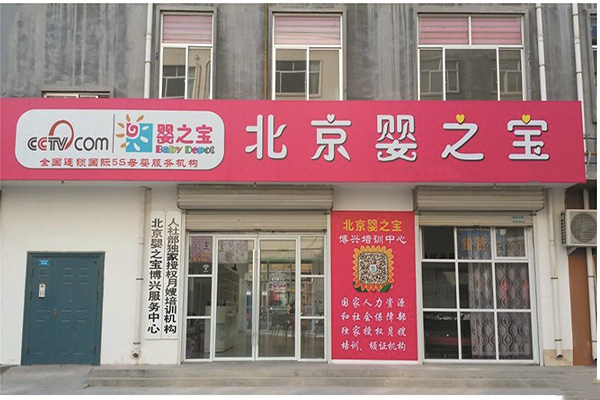 CCTV.COM
婴之宝
Baby Depot
全国连锁国际5S母婴服务机构
北京婴之宝
人社部独家授权月嫂培训机构
北京婴之宝博兴服务中心
北京婴之宝
博兴培训中心
国家人力资源
和社会保障部
独家授权月嫂
培训、颁证机构